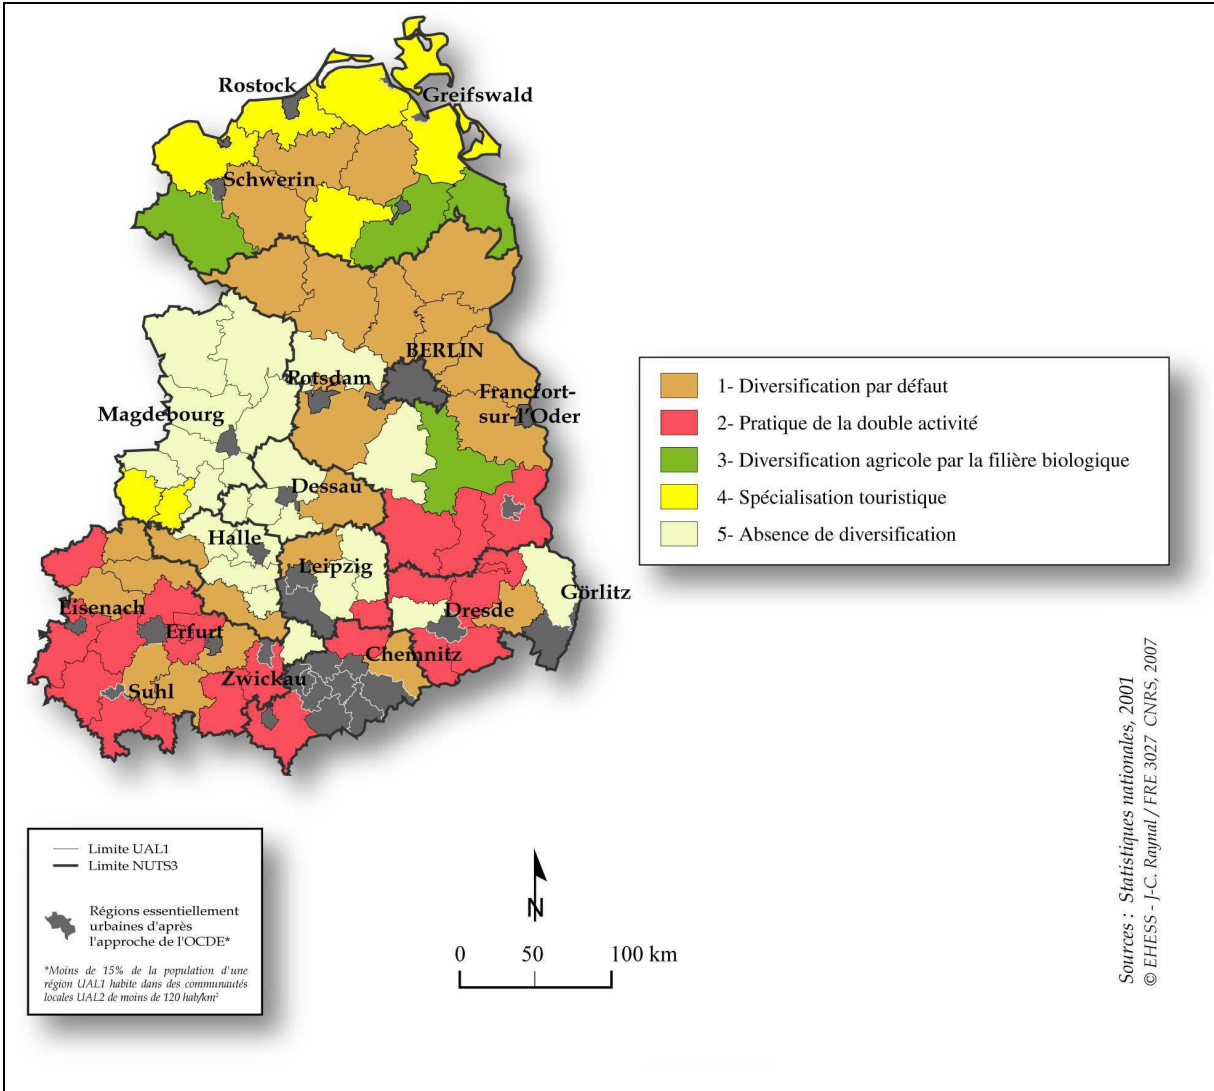 Rostock
Greifswald
Schwerin
BERLIN
Potsdam
Francfort-
sur-l'Oder
Magdebourg
Dessau
Halle
Leipzig
Görlitz
Eisenach
Dresde
Erfurt
Chemnitz
Zwickau
Suhl
1- Diversification par défaut
2- Pratique de la double activité
3- Diversification agricole par la filière biologique
4- Spécialisation touristique
5- Absence de diversification
Limite UAL1
Limite NUTS3
Régions essentiellement
urbaines d'après
l'approche de l'OCDE*
*Moins de 15% de la population d'une
région UAL1 habite dans des communautés
locales UAL2 de moins de 120 hab/km²
N
0 50 100 km
Sources : Statistiques nationales, 2001
© EHESS - J-C. Raynal / FRE 3027 CNRS, 2007